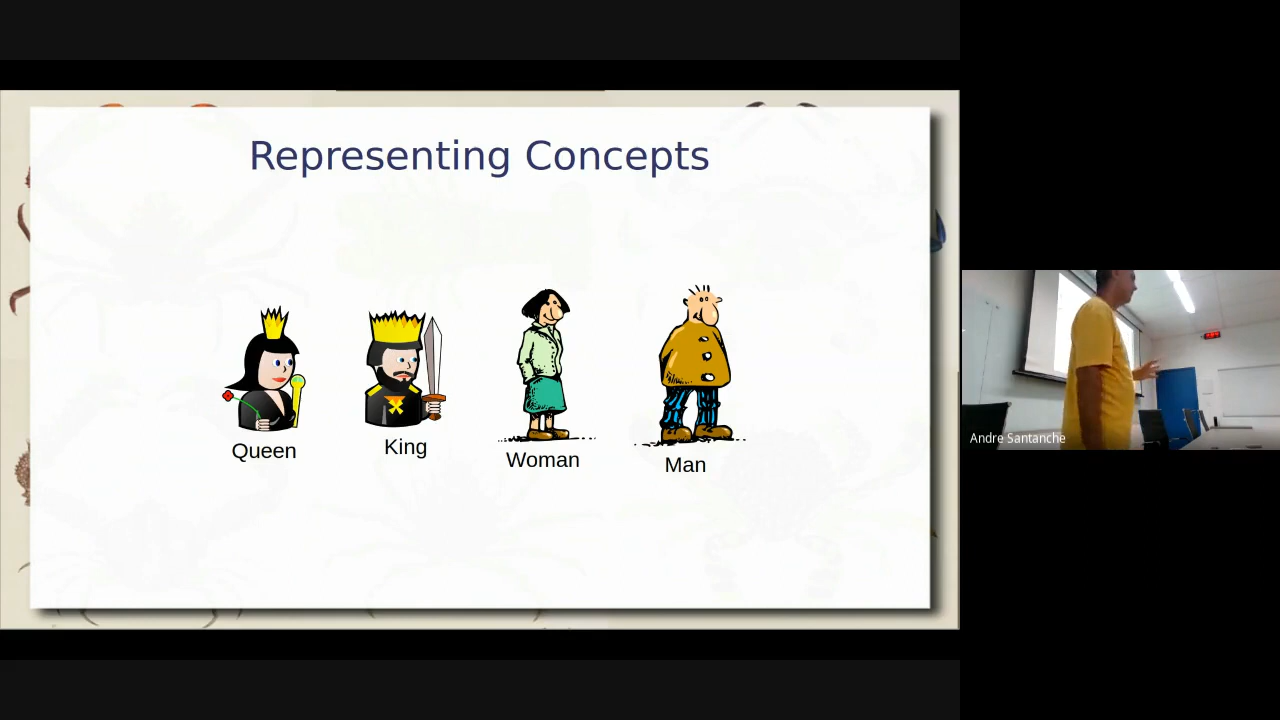 Representing Concepts
Queen
King
Woman
Man
Andre Santanche